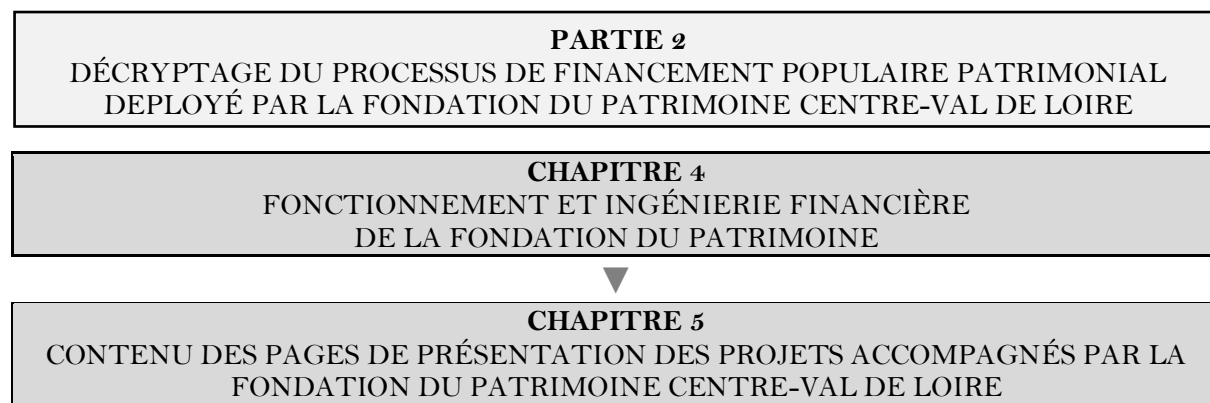 PARTIE 2
DÉCRYPTAGE DU PROCESSUS DE FINANCEMENT POPULAIRE PATRIMONIAL
DEPLOYÉ PAR LA FONDATION DU PATRIMOINE CENTRE-VAL DE LOIRE
CHAPITRE 4
FONCTIONNEMENT ET INGÉNIERIE FINANCIÈRE
DE LA FONDATION DU PATRIMOINE
CHAPITRE 5
CONTENU DES PAGES DE PRÉSENTATION DES PROJETS ACCOMPAGNÉS PAR LA
FONDATION DU PATRIMOINE CENTRE-VAL DE LOIRE